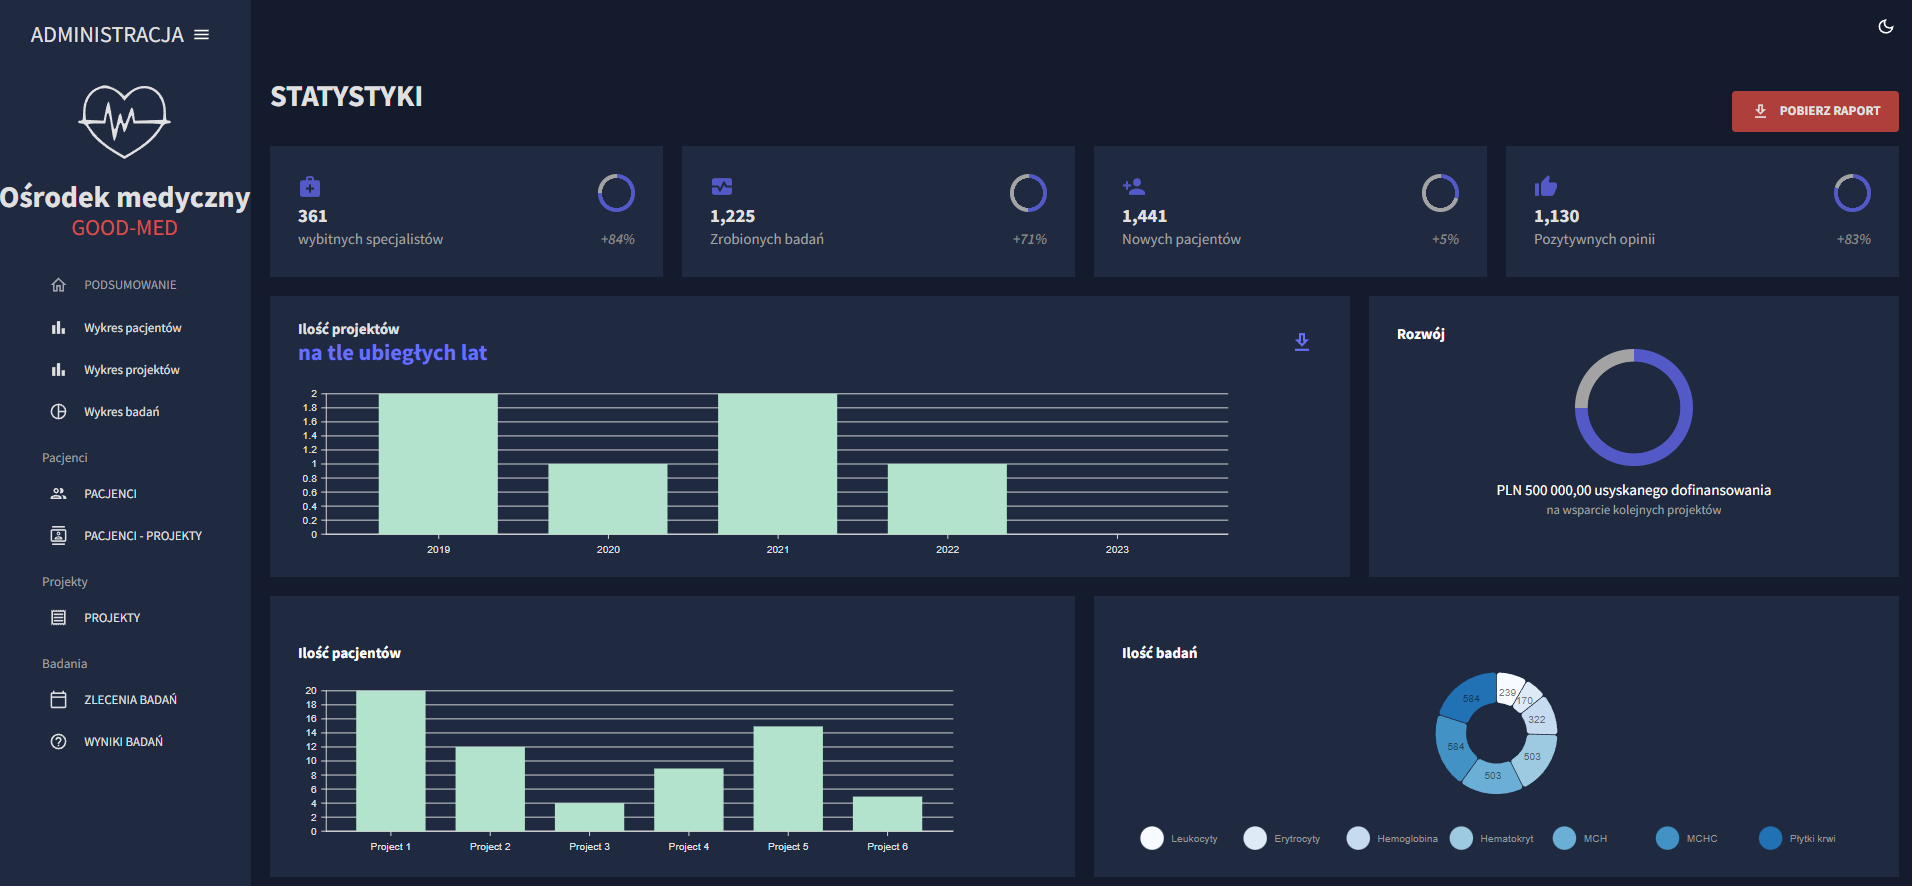 ADMINISTRACJA
Ośrodek medyczny
GOOD-MED
PODSUMOWANIE
Wykres pacjentów
Wykres projektów
Wykres badań
Pacjenci
PACJENCI
PACJENCI - PROJEKTY
Projekty
PROJEKTY
Badania
ZLECENIA BADAŃ
WYNIKI BADAŃ
STATYSTYKI
POBIERZ RAPORT
361
wybitnych specjalistów
+84%
1,225
Zrobionych badań
+71%
1,441
Nowych pacjentów
+5%
1,130
Pozytywnych opinii
+83%
Ilość projektów
na tle ubiegłych lat
2
1.8
1.6
1.4
1.2
1
0.8
0.6
0.4
0.2
0
2019 2020 2021 2022 2023
Rozwój
PLN 500 000,00 usyskanego dofinansowania
na wsparcie kolejnych projektów
Ilość pacjentów
20
18
16
14
12
10
8
6
4
2
0
Project 1 Project 2 Project 3 Project 4 Project 5 Project 6
Ilość badań
239
170
322
503
503
584
584
Leukocyty Erytrocyty Hemoglobina Hematokryt MCH MCHC Płytki krwi